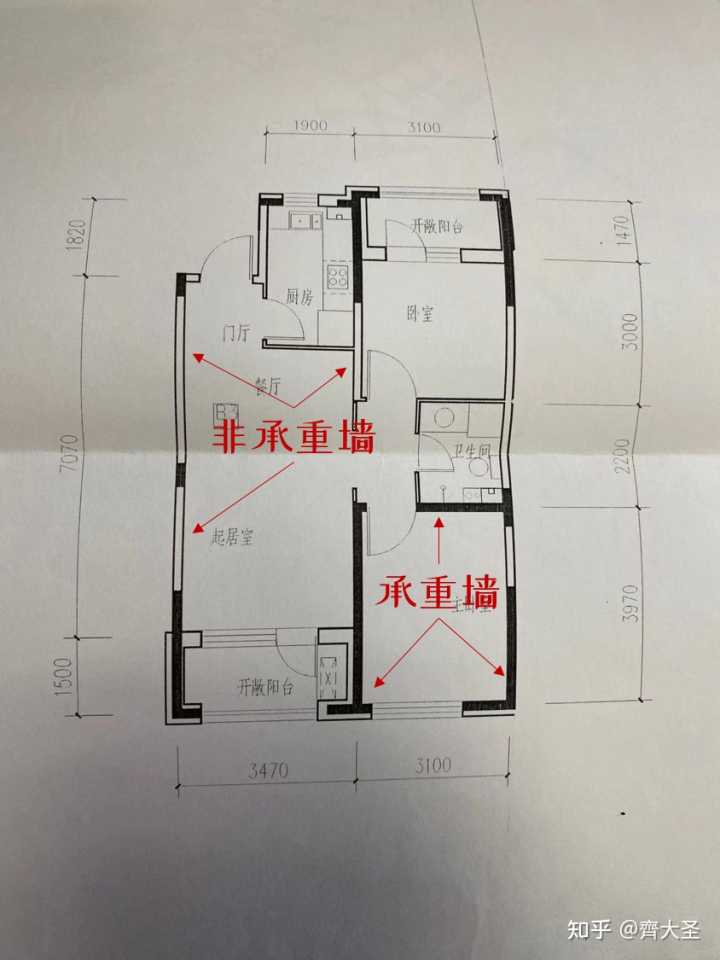 1900
3100
1820
1470
开敞阳台
厨房
卧室
门厅
3000
餐厅
B3
非承重墙
卫生间
7070
2200
起居室
承重墙
主卧室
3970
1500
开敞阳台
3470
3100
知乎 @齊大圣